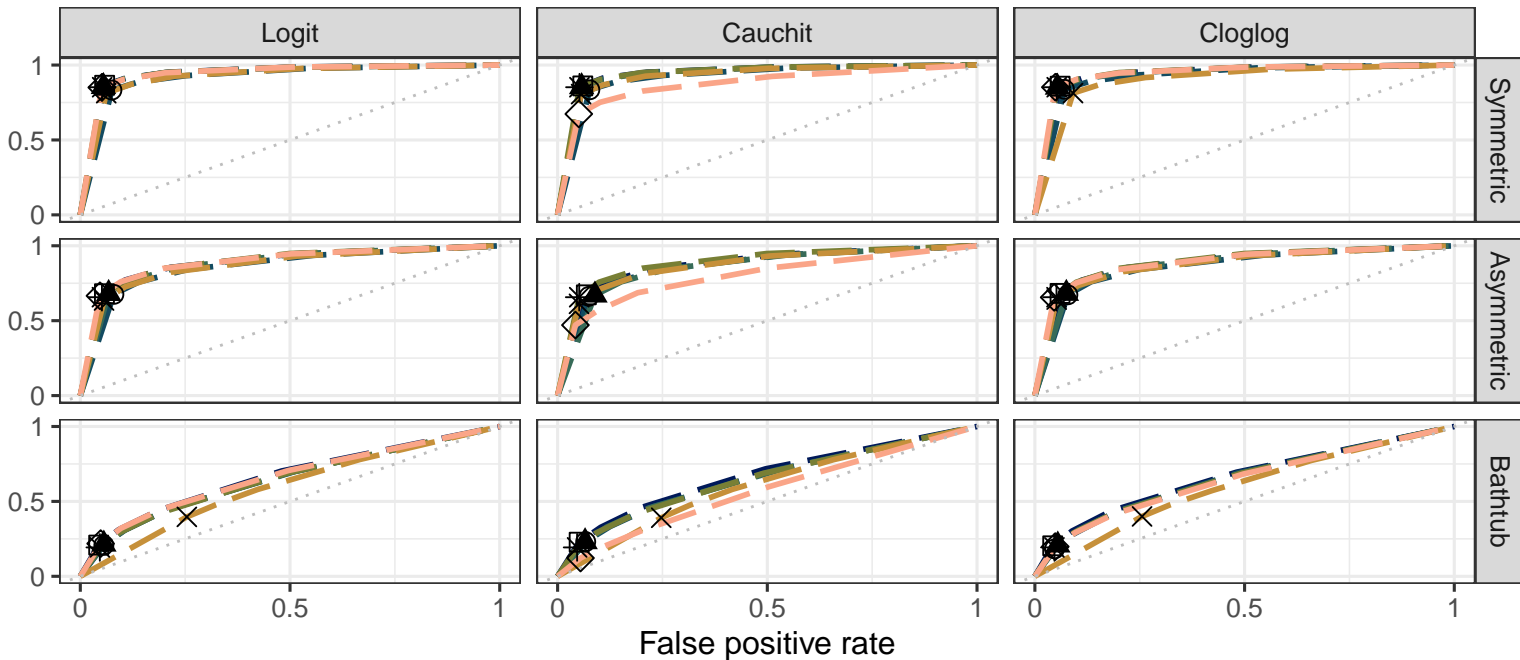 Logit Cauchit Cloglog
1
0.5
0
Symmetric
1
0.5
0
Asymmetric
1
0.5
0
Bathtub
0 0.5 1 0 0.5 1 0 0.5 1
False positive rate